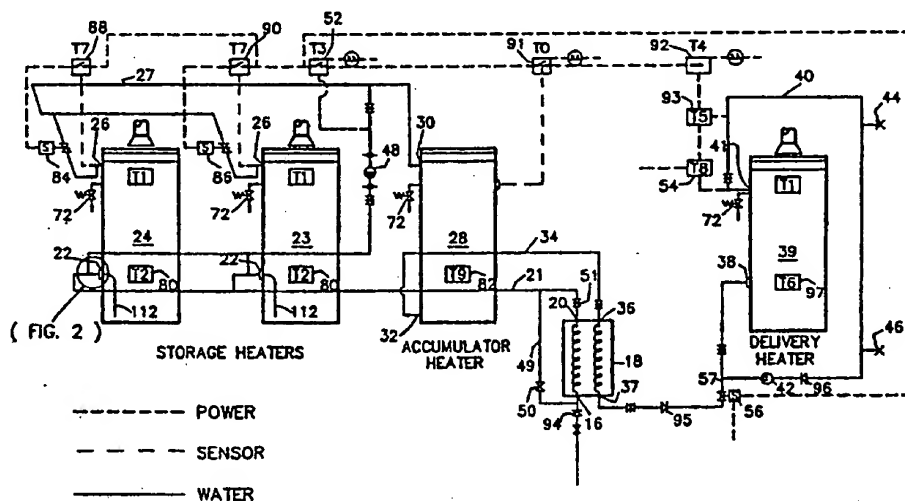 88 T7 90 T7 52 T3 T0 91 92 T4
27 93 T5 40 44
26 26 30 48 T8 41
S 84 S 86 54
T1 T1 T1
W 72 W 72 W 72 W 72
24 23 28 34 39
22 22 21 51 38
T2 80 T2 80 T9 82 T6 97
20 36
( FIG. 2 ) 112 112 32 18
STORAGE HEATERS
ACCUMULATOR
HEATER
DELIVERY
HEATER
46
49 57 42 96
37 S 56
50 16 95
94
POWER
SENSOR
WATER